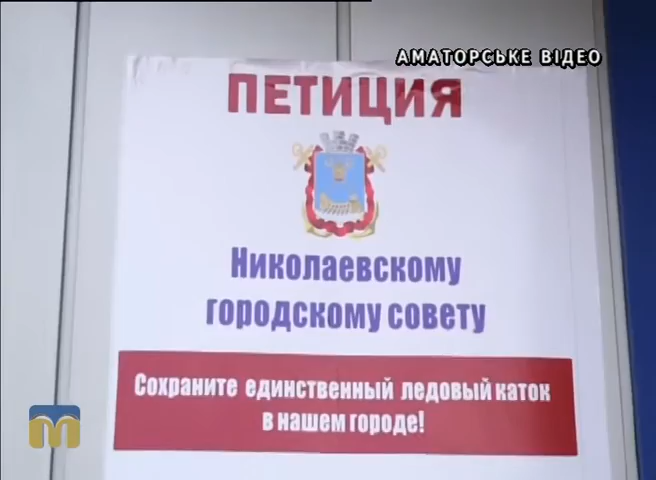 АМАТОРСЬКЕ ВІДЕО
ПЕТИЦИЯ
Николаевскому
городскому совету
Сохраните единственный ледовый каток
в нашем городе!
М